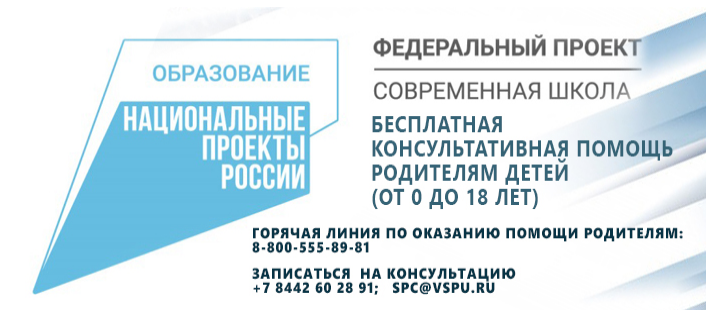 ОБРАЗОВАНИЕ
НАЦИОНАЛЬНЫЕ
ПРОЕКТЫ
РОССИИ
ФЕДЕРАЛЬНЫЙ ПРОЕКТ
СОВРЕМЕННАЯ ШКОЛА
БЕСПЛАТНАЯ
КОНСУЛЬТАТИВНАЯ ПОМОЩЬ
РОДИТЕЛЯМ ДЕТЕЙ
(ОТ 0 ДО 18 ЛЕТ)
ГОРЯЧАЯ ЛИНИЯ ПО ОКАЗАНИЮ ПОМОЩИ РОДИТЕЛЯМ:
8-800-555-89-81
ЗАПИСАТЬСЯ НА КОНСУЛЬТАЦИЮ
+7 8442 60 28 91; SPC@VSPU.RU